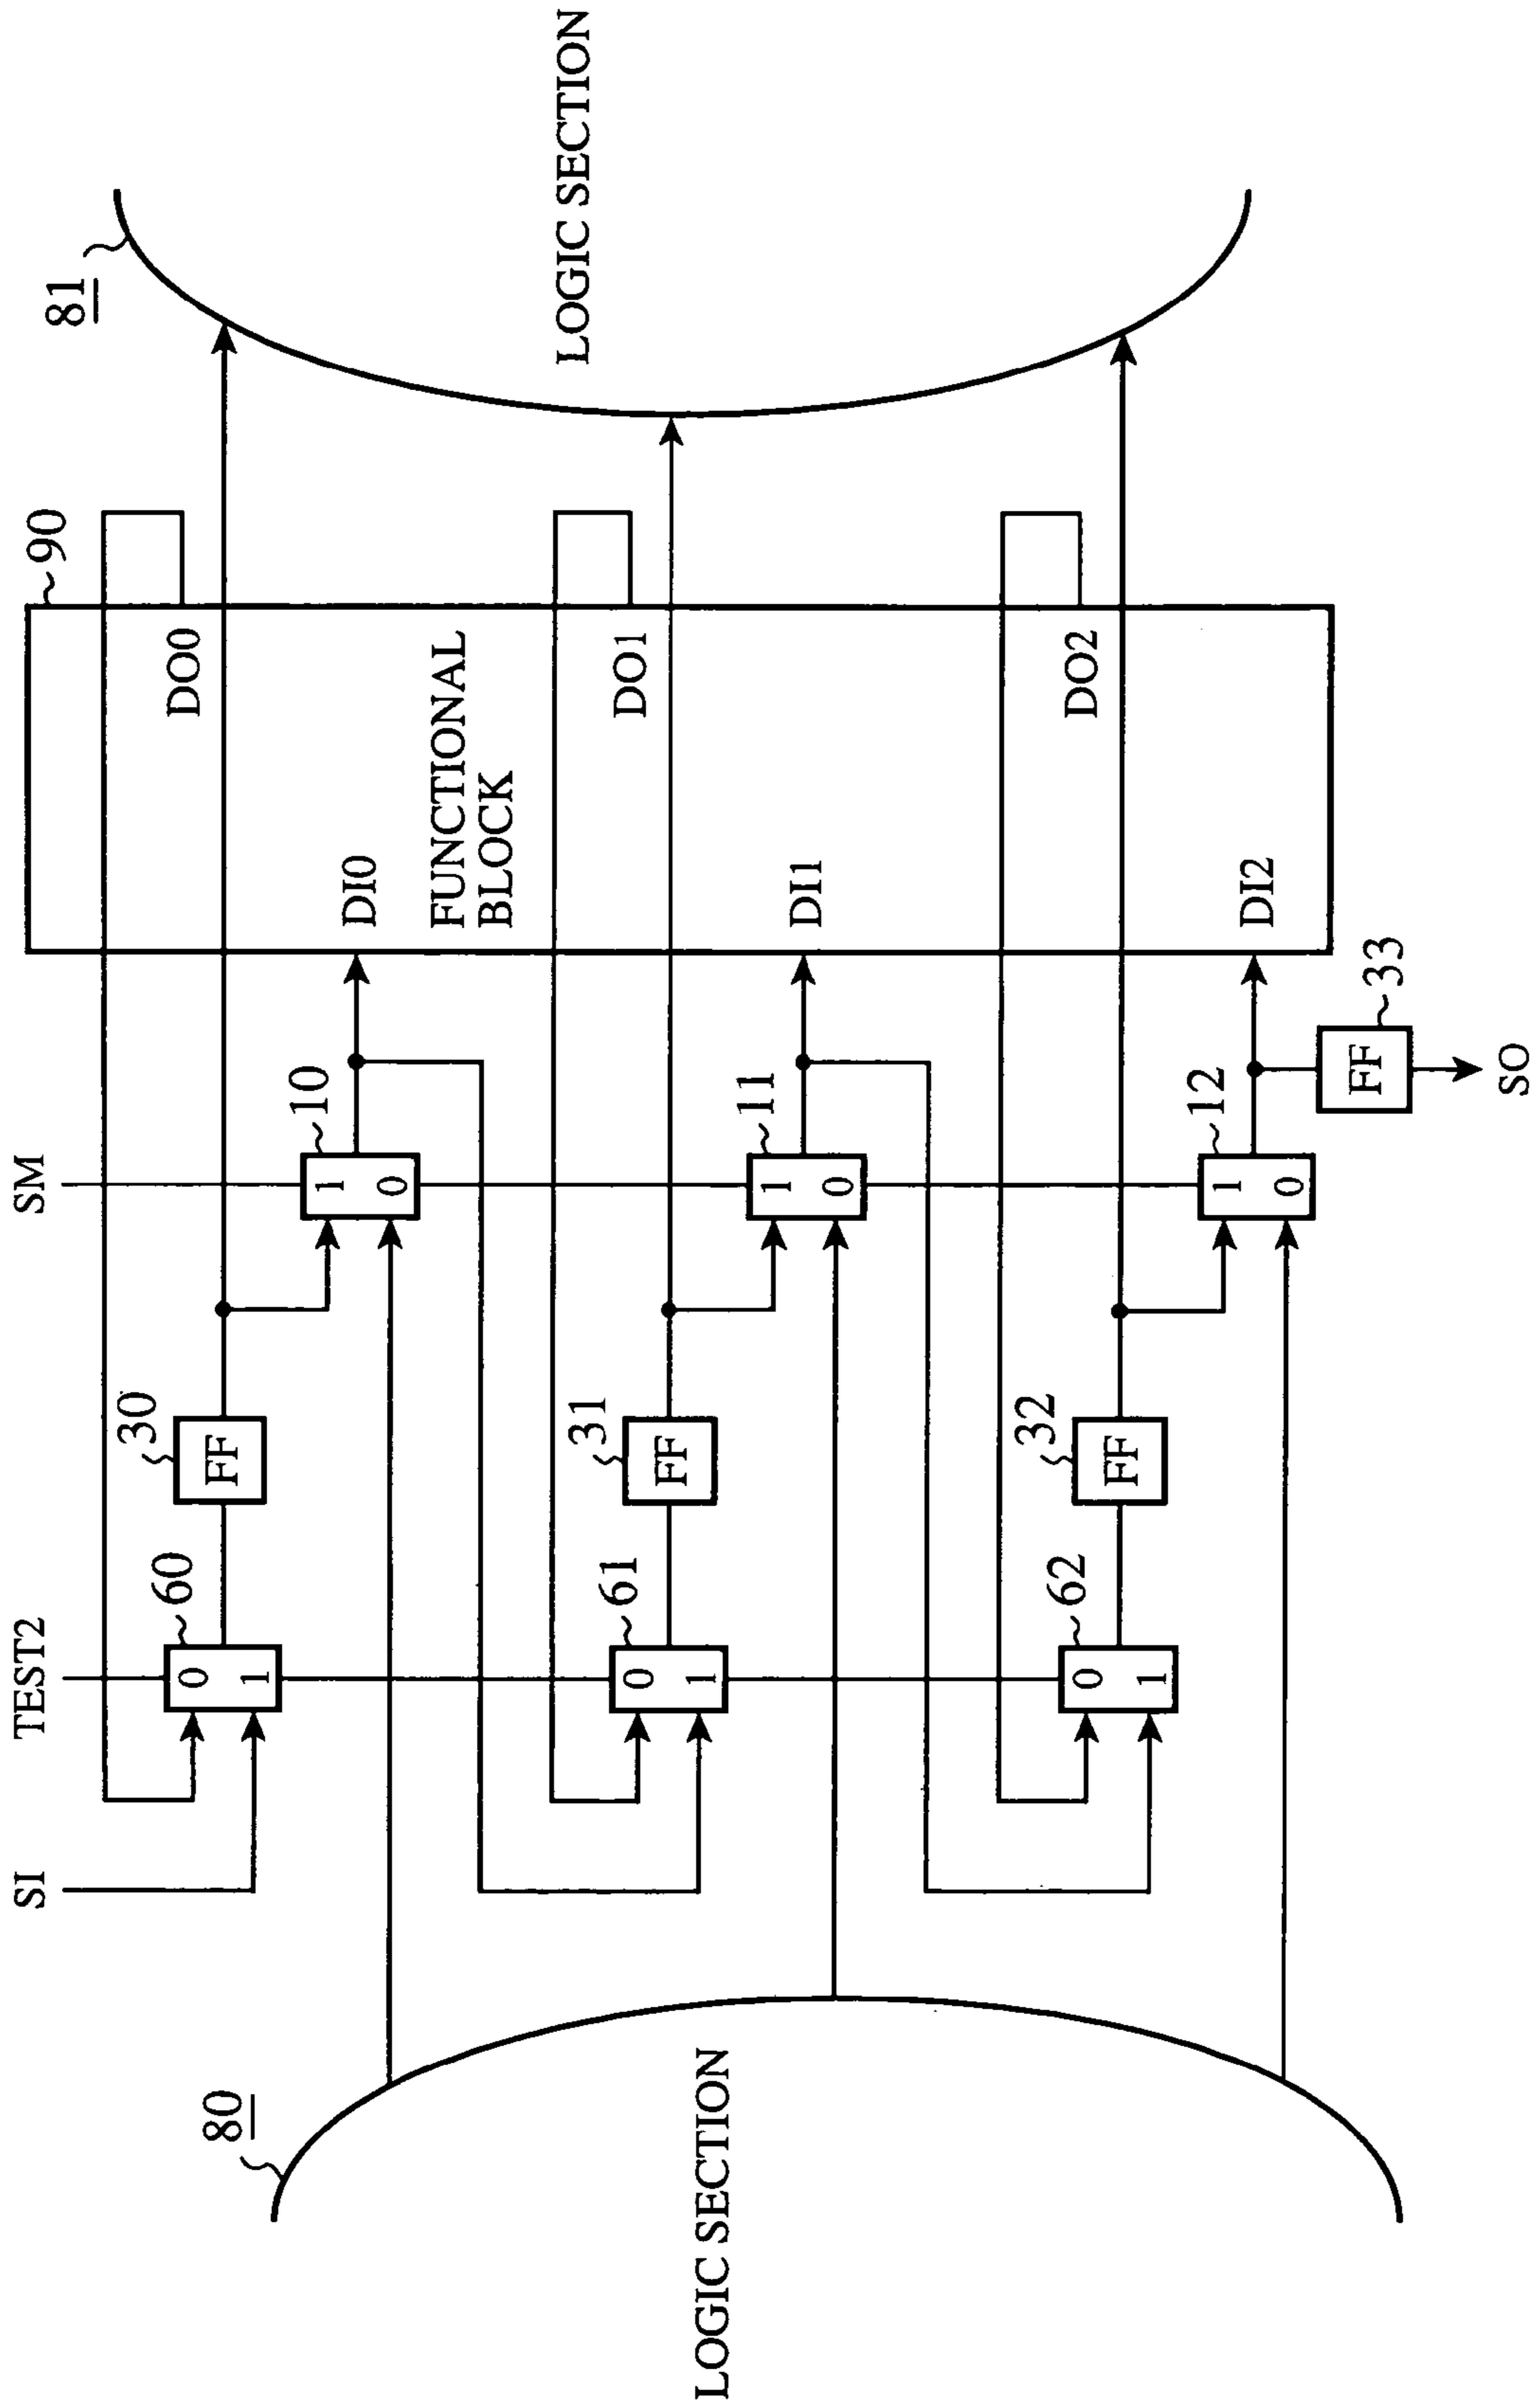 SI
TEST2
SM
90
81
60
30
0
1
FF
DO0
10
1
0
DI0
FUNCTIONAL
BLOCK
LOGIC SECTION
80
61
31
0
1
FF
DO1
11
1
0
DI1
LOGIC SECTION
62
32
0
1
FF
DO2
12
1
0
DI2
FF
33
SO